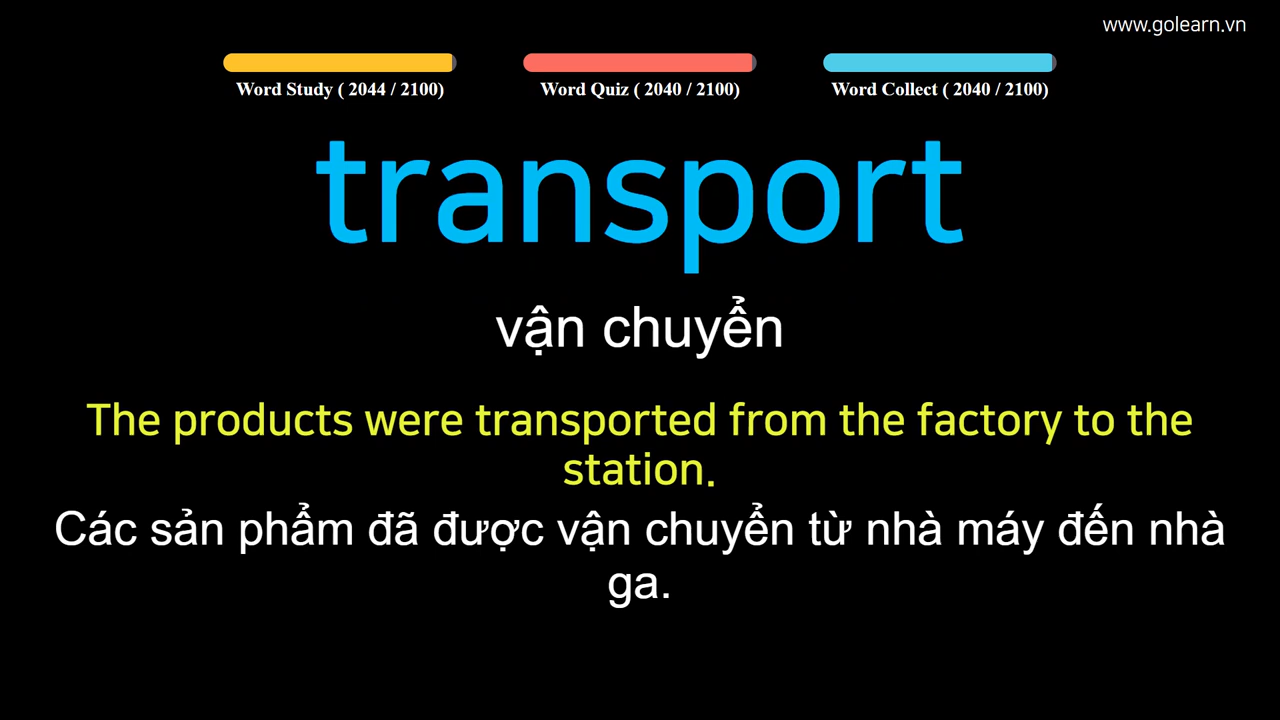 www.golearn.vn
Word Study ( 2044 / 2100)
Word Quiz ( 2040 / 2100)
Word Collect ( 2040 / 2100)
transport
vận chuyển
The products were transported from the factory to the
station.
Các sản phẩm đã được vận chuyển từ nhà máy đến nhà
ga.